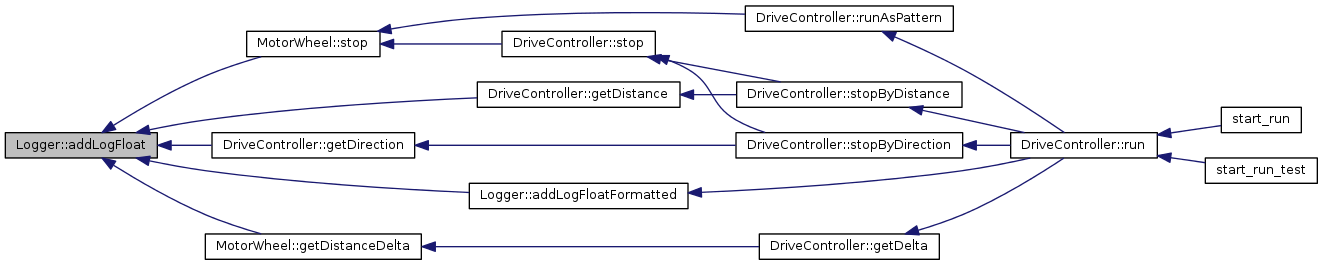 DriveController::runAsPattern
MotorWheel::stop
DriveController::stop
DriveController::getDistance
DriveController::stopByDistance
start_run
Logger::addLogFloat
DriveController::getDirection
DriveController::stopByDirection
DriveController::run
start_run_test
Logger::addLogFloatFormatted
MotorWheel::getDistanceDelta
DriveController::getDelta